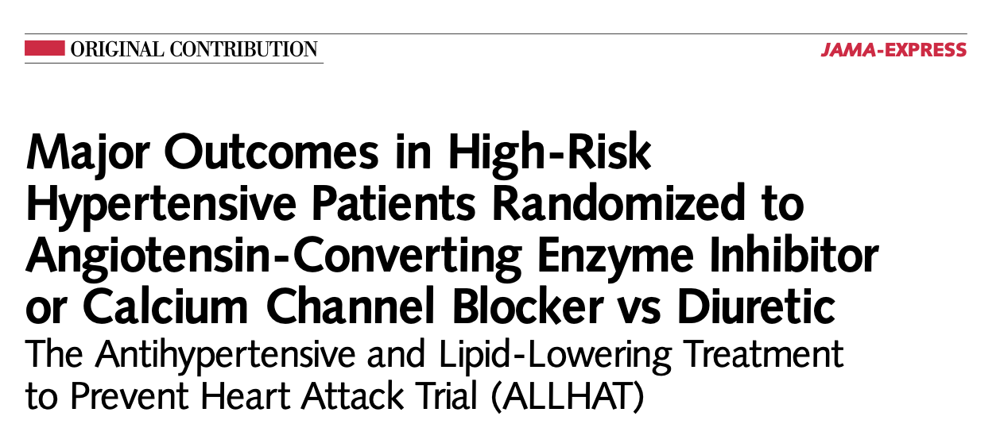 ORIGINAL CONTRIBUTION
JAMA-EXPRESS
Major Outcomes in High-Risk
Hypertensive Patients Randomized to
Angiotensin-Converting Enzyme Inhibitor
or Calcium Channel Blocker vs Diuretic
The Antihypertensive and Lipid-Lowering Treatment
to Prevent Heart Attack Trial (ALLHAT)